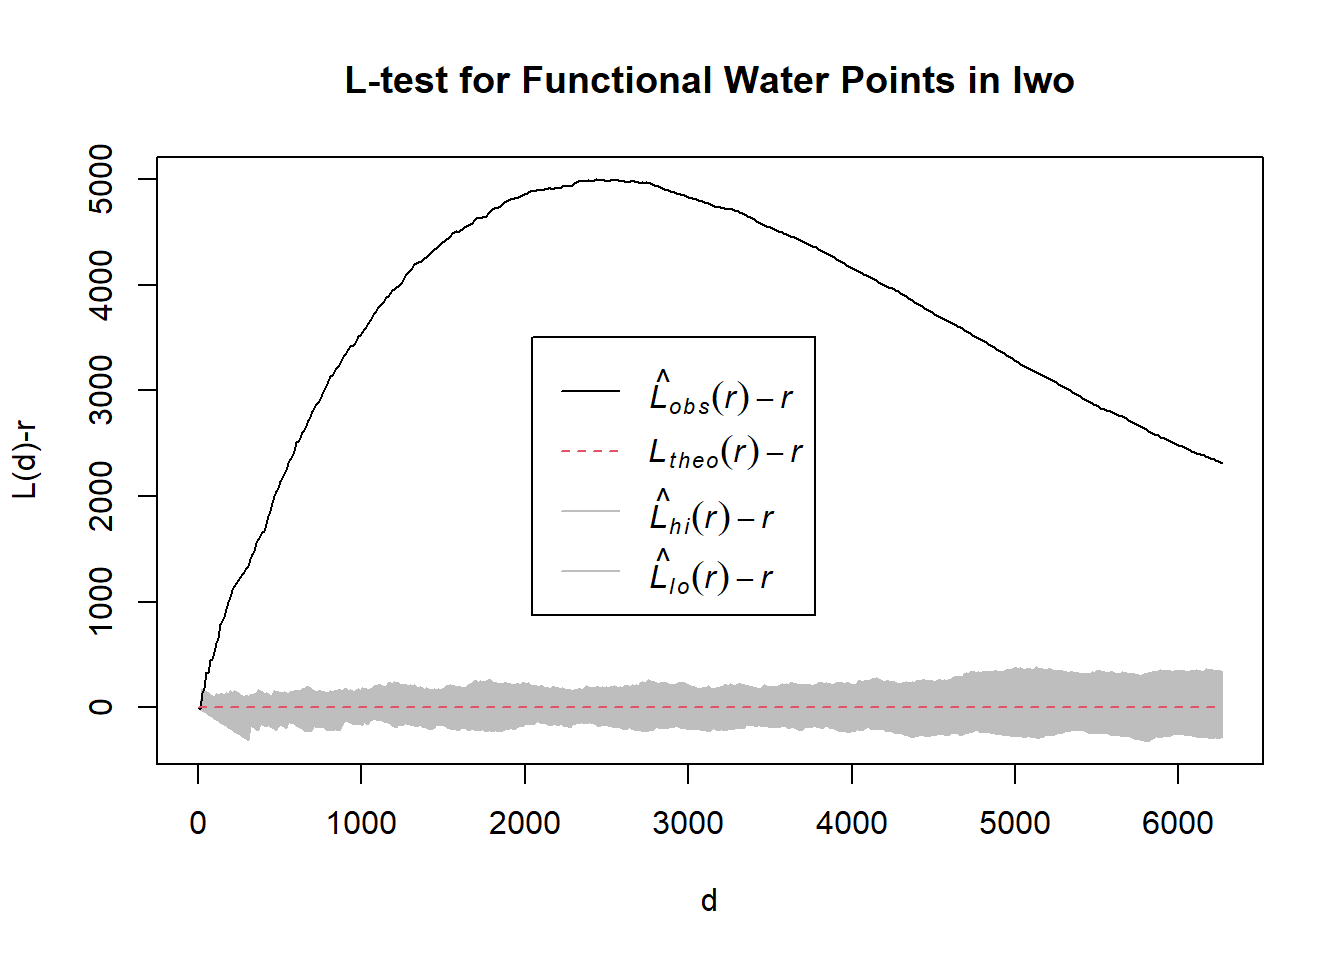 L-test for Functional Water Points in Iwo
L(d)-r
5000
4000
3000
2000
1000
0
L̂obs(r) − r
Ltheo(r) − r
L̂hi(r) − r
L̂lo(r) − r
0 1000 2000 3000 4000 5000 6000
d